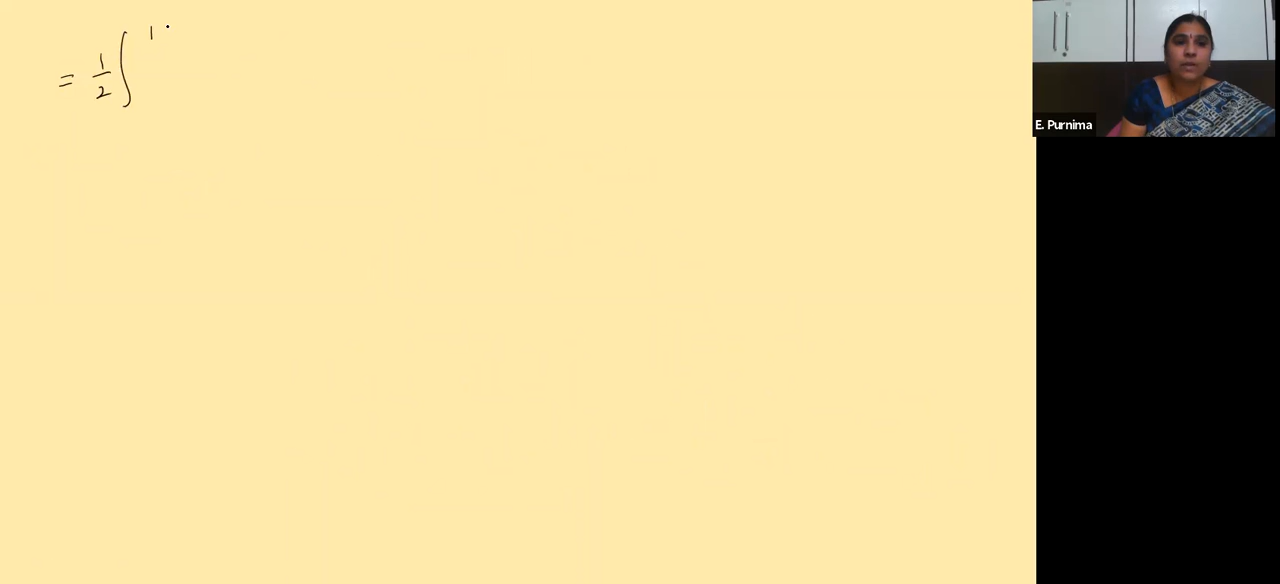 = 1/2 ∫ 1
E. Purnima